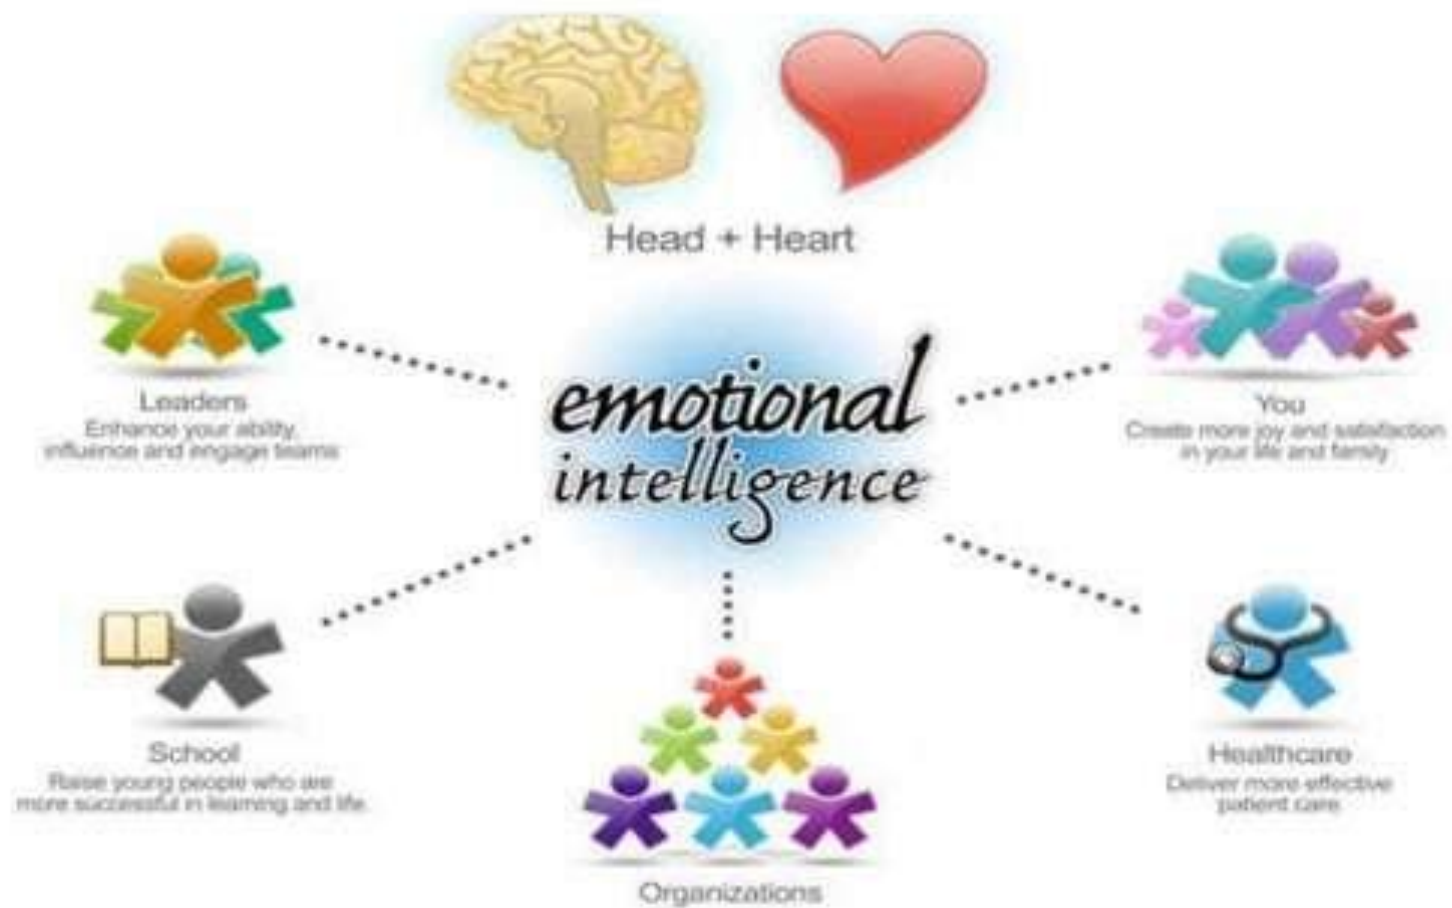 Head + Heart
emotional
intelligence
Leaders
Enhance your ability,
influence and engage teams
You
Create more joy and satisfaction
in your life and family
School
Raise young people who are
more successful in learning and life.
Healthcare
Deliver more effective
patient care
Organizations